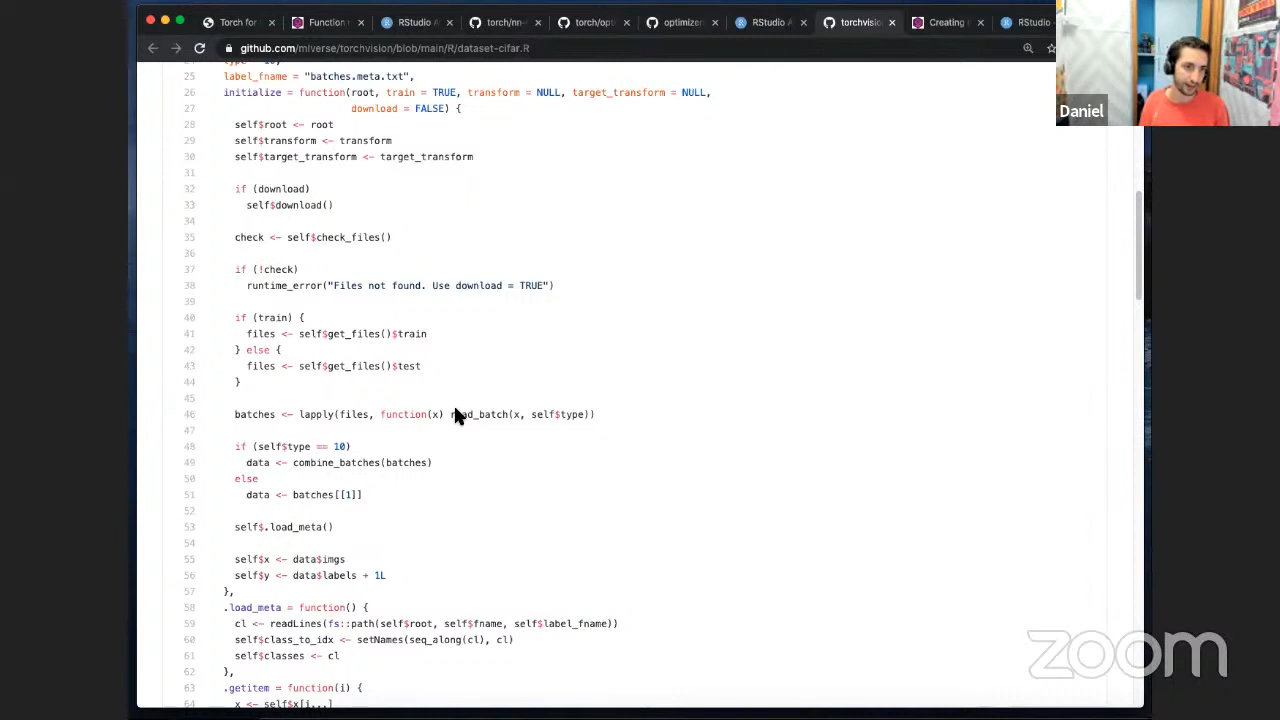 Torch for
Function
RStudio A
torch/nn-
torch/opt
optimizer
RStudio A
torchvisio
Creating t
RStudio
github.com/mlverse/torchvision/blob/main/R/dataset-cifar.R
Daniel
25 label_fname = "batches.meta.txt",
26 initialize = function(root, train = TRUE, transform = NULL, target_transform = NULL,
27 download = FALSE) {
28 self$root <- root
29 self$transform <- transform
30 self$target_transform <- target_transform
31
32 if (download)
33 self$download()
34
35 check <- self$check_files()
36
37 if (!check)
38 runtime_error("Files not found. Use download = TRUE")
39
40 if (train) {
41 files <- self$get_files()$train
42 } else {
43 files <- self$get_files()$test
44 }
45
46 batches <- lapply(files, function(x) read_batch(x, self$type))
47
48 if (self$type == 10)
49 data <- combine_batches(batches)
50 else
51 data <- batches[[1]]
52
53 self$.load_meta()
54
55 self$x <- data$imgs
56 self$y <- data$labels + 1L
57 },
58 .load_meta = function() {
59 cl <- readLines(fs::path(self$root, self$fname, self$label_fname))
60 self$class_to_idx <- setNames(seq_along(cl), cl)
61 self$classes <- cl
62 },
63 .getitem = function(i) {
64 x <- self$x[i,,,]
zoom